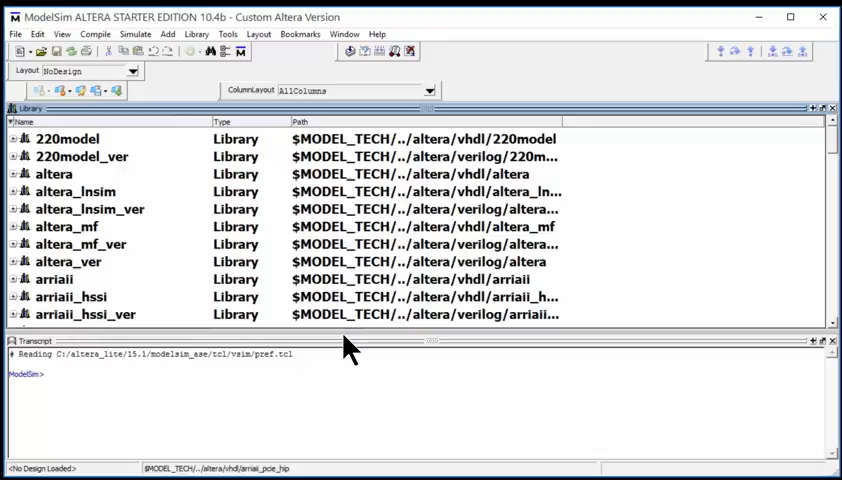 ModelSim ALTERA STARTER EDITION 10.4b - Custom Altera Version
File Edit View Compile Simulate Add Library Tools Layout Bookmarks Window Help
Layout NoDesign
ColumnLayout AllColumns
Library
Name Type Path
220model Library $MODEL_TECH/../altera/vhdl/220model
220model_ver Library $MODEL_TECH/../altera/verilog/220m...
altera Library $MODEL_TECH/../altera/vhdl/altera
altera_lnsim Library $MODEL_TECH/../altera/vhdl/altera_ln...
altera_lnsim_ver Library $MODEL_TECH/../altera/verilog/altera...
altera_mf Library $MODEL_TECH/../altera/vhdl/altera_mf
altera_mf_ver Library $MODEL_TECH/../altera/verilog/altera...
altera_ver Library $MODEL_TECH/../altera/verilog/altera
arriaii Library $MODEL_TECH/../altera/vhdl/arriaii
arriaii_hssi Library $MODEL_TECH/../altera/vhdl/arriaii_h...
arriaii_hssi_ver Library $MODEL_TECH/../altera/verilog/arriaii...
Transcript
# Reading C:/altera_lite/15.1/modelsim_ase/tcl/vsim/pref.tcl
ModelSim>
<No Design Loaded> $MODEL_TECH/../altera/vhdl/arriaii_pcie_hip